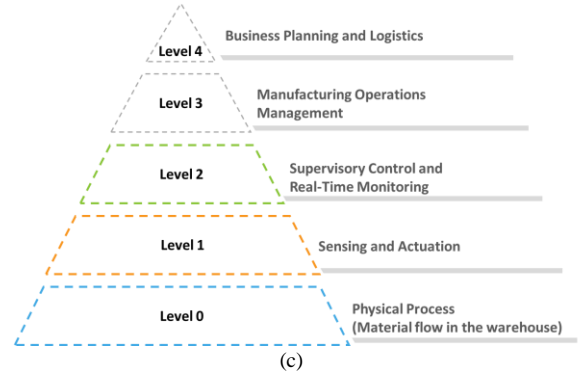 Level 4
Business Planning and Logistics
Level 3
Manufacturing Operations
Management
Level 2
Supervisory Control and
Real-Time Monitoring
Level 1
Sensing and Actuation
Level 0
Physical Process
(Material flow in the warehouse)
(c)